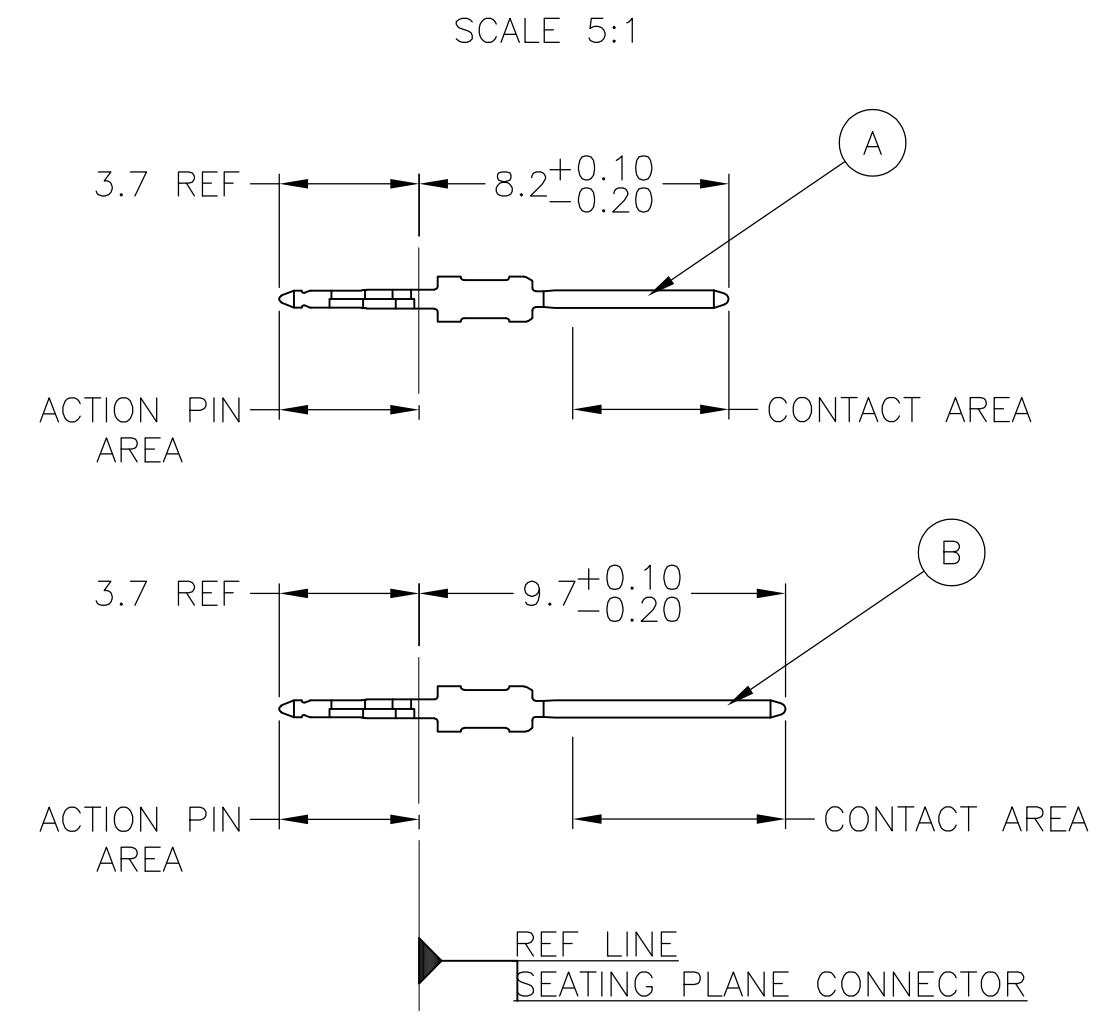 SCALE 5:1
A
3.7 REF
8.2 +0.10
-0.20
ACTION PIN
AREA
CONTACT AREA
B
3.7 REF
9.7 +0.10
-0.20
ACTION PIN
AREA
CONTACT AREA
REF LINE
SEATING PLANE CONNECTOR